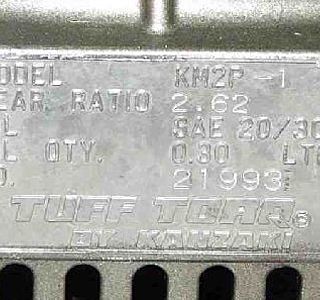 ODEL KM2P-1
EAR RATIO 2.62
L SAE 20/30
L QTY. 0.80 LT
O. 21993
TUFF TORQ®
BY KANZAKI